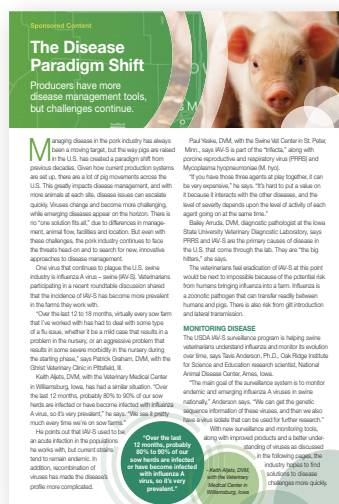 Sponsored Content
The Disease
Paradigm Shift
Producers have more
disease management tools,
but challenges continue.
Managing disease in the pork industry has always
been a moving target, but the way pigs are raised
in the U.S. has created a paradigm shift from
previous decades. Given how current production systems
are set up, there are a lot of pig movements across the
U.S. This greatly impacts disease management, and with
more animals at each site, disease issues can escalate
quickly. Viruses change and become more challenging,
while emerging diseases appear on the horizon. There is
no "one solution fits all," due to differences in manage-
ment, animal flow, facilities and location. But even with
these challenges, the pork industry continues to face
the threats head-on and to search for new, innovative
approaches to disease management.
One virus that continues to plague the U.S. swine
industry is influenza A virus – swine (IAV-S). Veterinarians
participating in a recent roundtable discussion shared
that the incidence of IAV-S has become more prevalent
in the farms they work with.
"Over the last 12 to 18 months, virtually every sow farm
that I've worked with has had to deal with some type
of a flu issue, whether it be a mild case that results in a
problem in the nursery, or an aggressive problem that
results in some severe morbidity in the nursery during
the starting phase," says Patrick Graham, DVM, with the
Christ Veterinary Clinic in Pittsfield, Ill.
Keith Aljets, DVM, with the Veterinary Medical Center
in Williamsburg, Iowa, has had a similar situation. "Over
the last 12 months, probably 80% to 90% of our sow
herds are infected or have become infected with influenza
A virus, so it's very prevalent," he says. "We see it pretty
much every time we're on sow farms."
He points out that IAV-S used to be
an acute infection in the populations
he works with, but current strains
tend to remain endemic. In
addition, recombination of
viruses has made the disease's
profile more complicated.
Paul Yeske, DVM, with the Swine Vet Center in St. Peter,
Minn., says IAV-S is part of the "trifecta," along with
porcine reproductive and respiratory virus (PRRS) and
Mycoplasma hyopneumoniae (M. hyo).
"If you have those three agents at play together, it can
be very expensive," he says. "It's hard to put a value on
it because it interacts with the other diseases, and the
level of severity depends upon the level of activity of each
agent going on at the same time."
Bailey Arruda, DVM, diagnostic pathologist at the Iowa
State University Veterinary Diagnostic Laboratory, says
PRRS and IAV-S are the primary causes of disease in
the U.S. that come through the lab. They are "the big
hitters," she says.
The veterinarians feel eradication of IAV-S at this point
would be next to impossible because of the potential risk
from humans bringing influenza into a farm. Influenza is
a zoonotic pathogen that can transfer readily between
humans and pigs. There is also risk from gilt introduction
and lateral transmission.
MONITORING DISEASE
The USDA IAV-S surveillance program is helping swine
veterinarians understand influenza and monitor its evolution
over time, says Tavis Anderson, Ph.D., Oak Ridge Institute
for Science and Education research scientist, National
Animal Disease Center, Ames, Iowa.
"The main goal of the surveillance system is to monitor
endemic and emerging influenza A viruses in swine
nationally," Anderson says. "We can get the genetic
sequence information of these viruses, and then we also
have a virus isolate that can be used for further research."
With new surveillance and monitoring tools,
along with improved products and a better under-
standing of viruses as discussed
in the following pages, the
industry hopes to find
solutions to disease
challenges more quickly.
"Over the last
12 months, probably
80% to 90% of our
sow herds are infected
or have become infected
with influenza A
virus, so it's very
prevalent."
- Keith Aljets, DVM,
with the Veterinary
Medical Center in
Williamsburg, Iowa